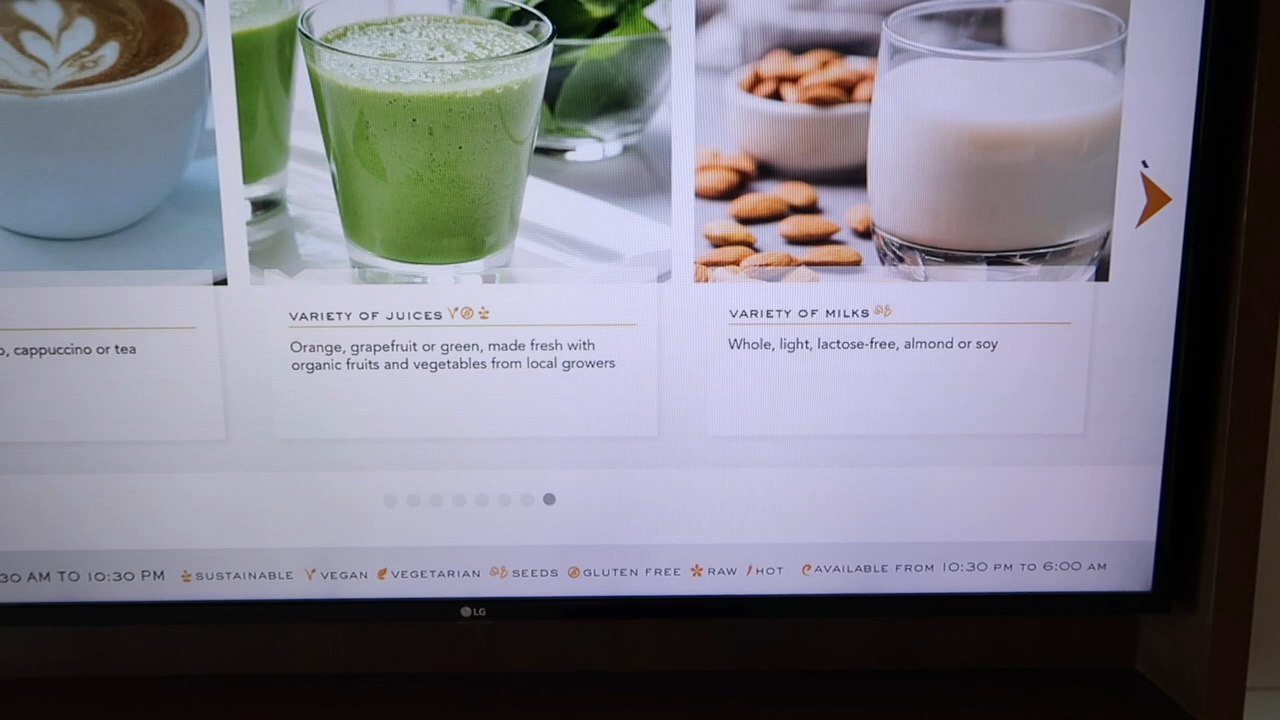 cappuccino or tea
VARIETY OF JUICES
Orange, grapefruit or green, made fresh with
organic fruits and vegetables from local growers
VARIETY OF MILKS
Whole, light, lactose-free, almond or soy
30 AM TO 10:30 PM SUSTAINABLE VEGAN VEGETARIAN SEEDS GLUTEN FREE RAW HOT AVAILABLE FROM 10:30 PM TO 6:00 AM
LG